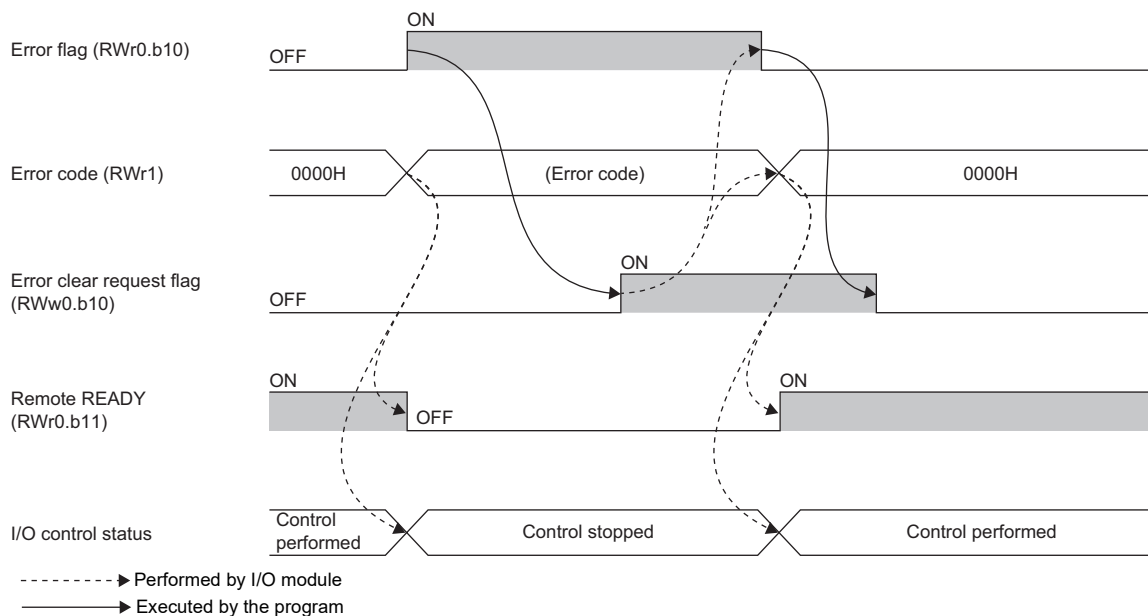 ON
Error flag (RWr0.b10)
OFF
Error code (RWr1)
0000H
(Error code)
0000H
Error clear request flag
(RWw0.b10)
ON
OFF
Remote READY
(RWr0.b11)
ON
OFF
ON
I/O control status
Control
performed
Control stopped
Control performed
Performed by I/O module
Executed by the program